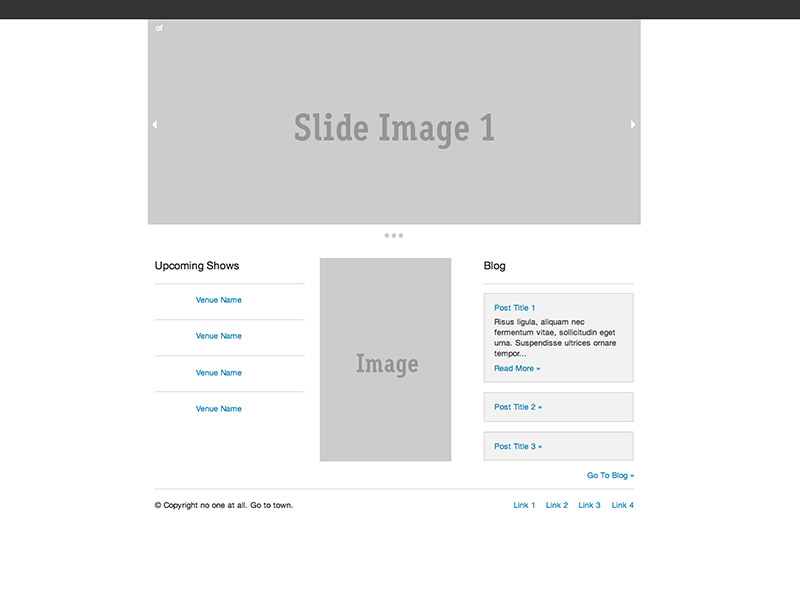 of
Slide Image 1
Upcoming Shows
Venue Name
Venue Name
Venue Name
Venue Name
Image
Blog
Post Title 1
Risus ligula, aliquam nec
fermentum vitae, sollicitudin eget
urna. Suspendisse ultrices ornare
tempor...
Read More »
Post Title 2 »
Post Title 3 »
Go To Blog »
© Copyright no one at all. Go to town.
Link 1 Link 2 Link 3 Link 4